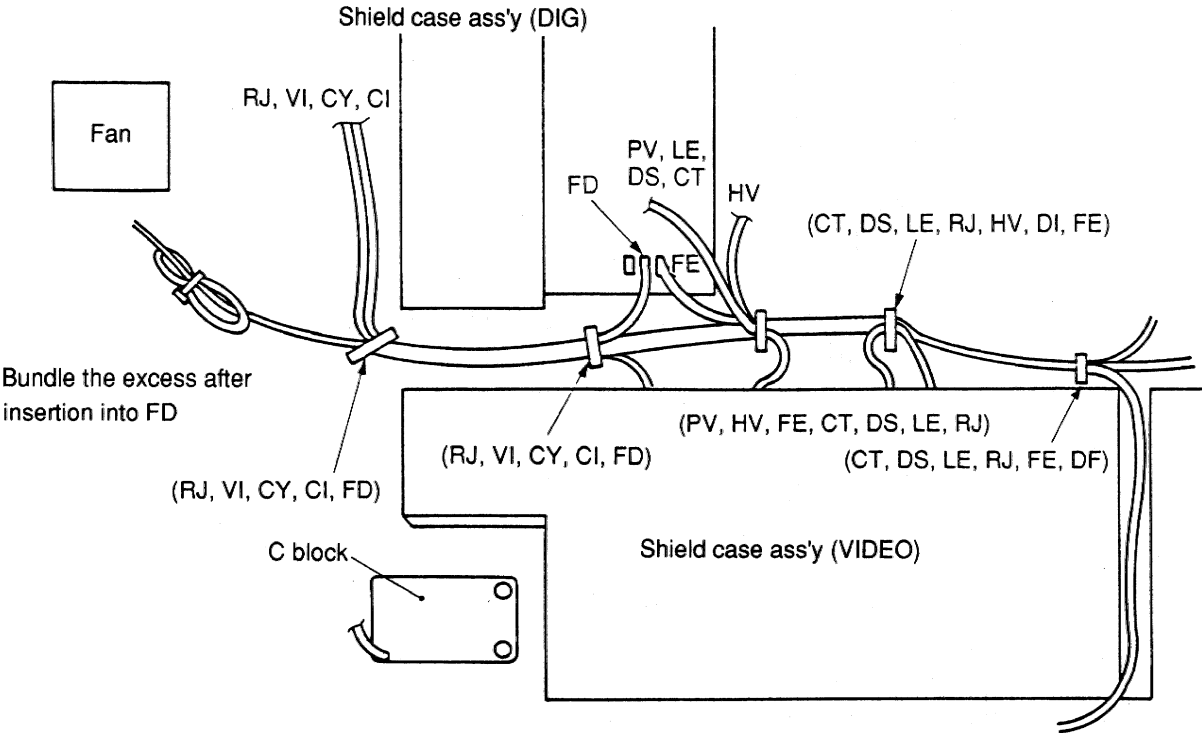 Shield case ass'y (DIG)
RJ, VI, CY, CI
Fan
PV, LE,
DS, CT
FD
HV
(CT, DS, LE, RJ, HV, DI, FE)
FE
Bundle the excess after
insertion into FD
(PV, HV, FE, CT, DS, LE, RJ)
(RJ, VI, CY, CI, FD)
(CT, DS, LE, RJ, FE, DF)
(RJ, VI, CY, CI, FD)
C block
Shield case ass'y (VIDEO)